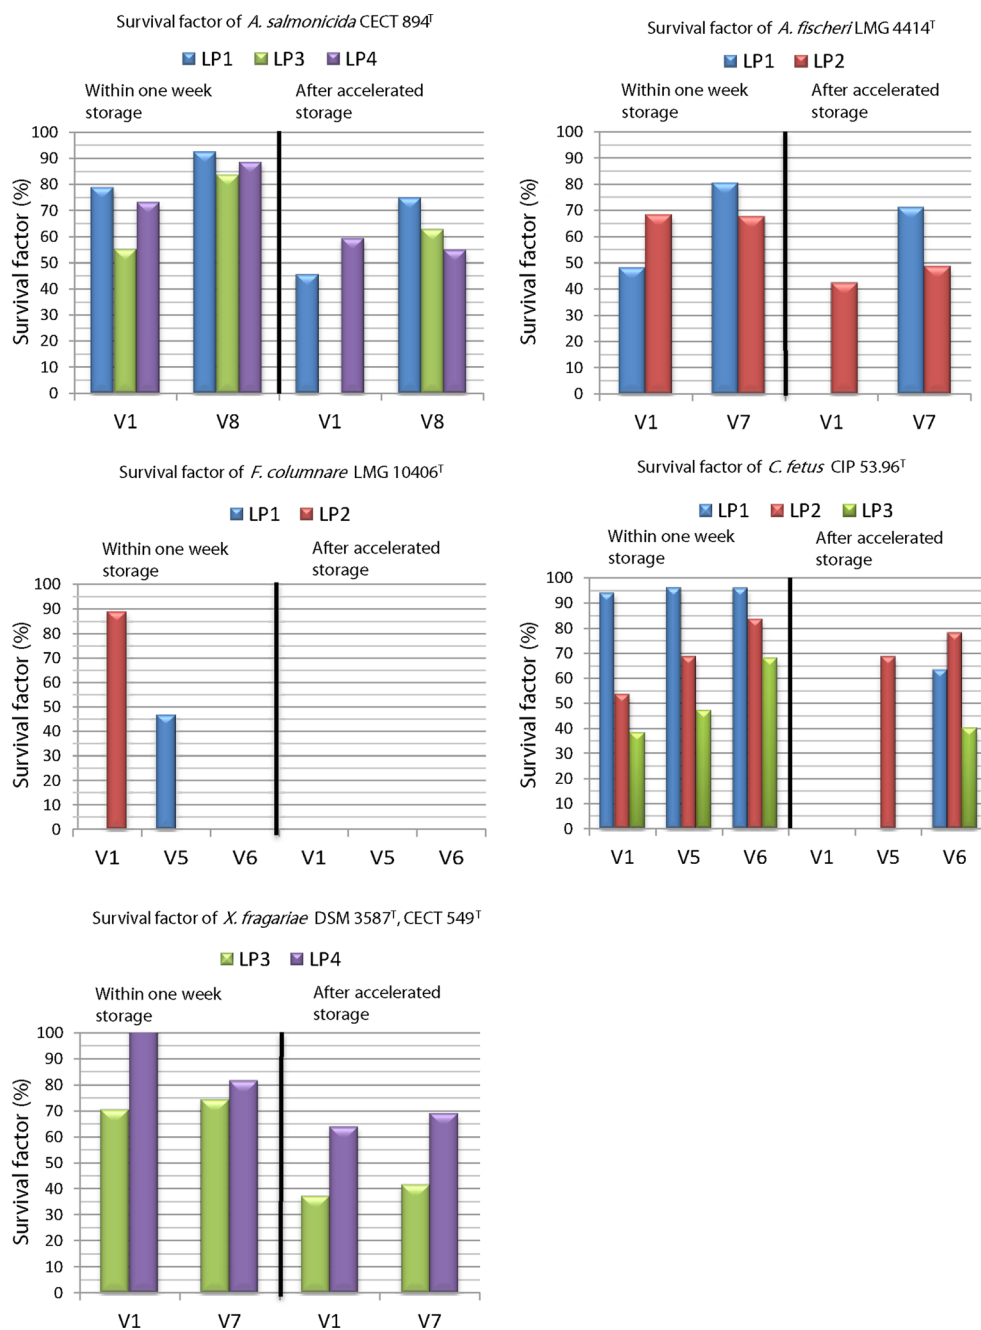 Survival factor of A. salmonicida CECT 894ᵀ
LP1 LP3 LP4
Within one week storage
After accelerated storage
Survival factor (%)
100
90
80
70
60
50
40
30
20
10
0
V1 V8 V1 V8
Survival factor of A. fischeri LMG 4414ᵀ
LP1 LP2
Within one week storage
After accelerated storage
Survival factor (%)
100
90
80
70
60
50
40
30
20
10
0
V1 V7 V1 V7
Survival factor of F. columnare LMG 10406ᵀ
LP1 LP2
Within one week storage
After accelerated storage
Survival factor (%)
100
90
80
70
60
50
40
30
20
10
0
V1 V5 V6 V1 V5 V6
Survival factor of C. fetus CIP 53.96ᵀ
LP1 LP2 LP3
Within one week storage
After accelerated storage
Survival factor (%)
100
90
80
70
60
50
40
30
20
10
0
V1 V5 V6 V1 V5 V6
Survival factor of X. fragariae DSM 3587ᵀ, CECT 549ᵀ
LP3 LP4
Within one week storage
After accelerated storage
Survival factor (%)
100
90
80
70
60
50
40
30
20
10
0
V1 V7 V1 V7